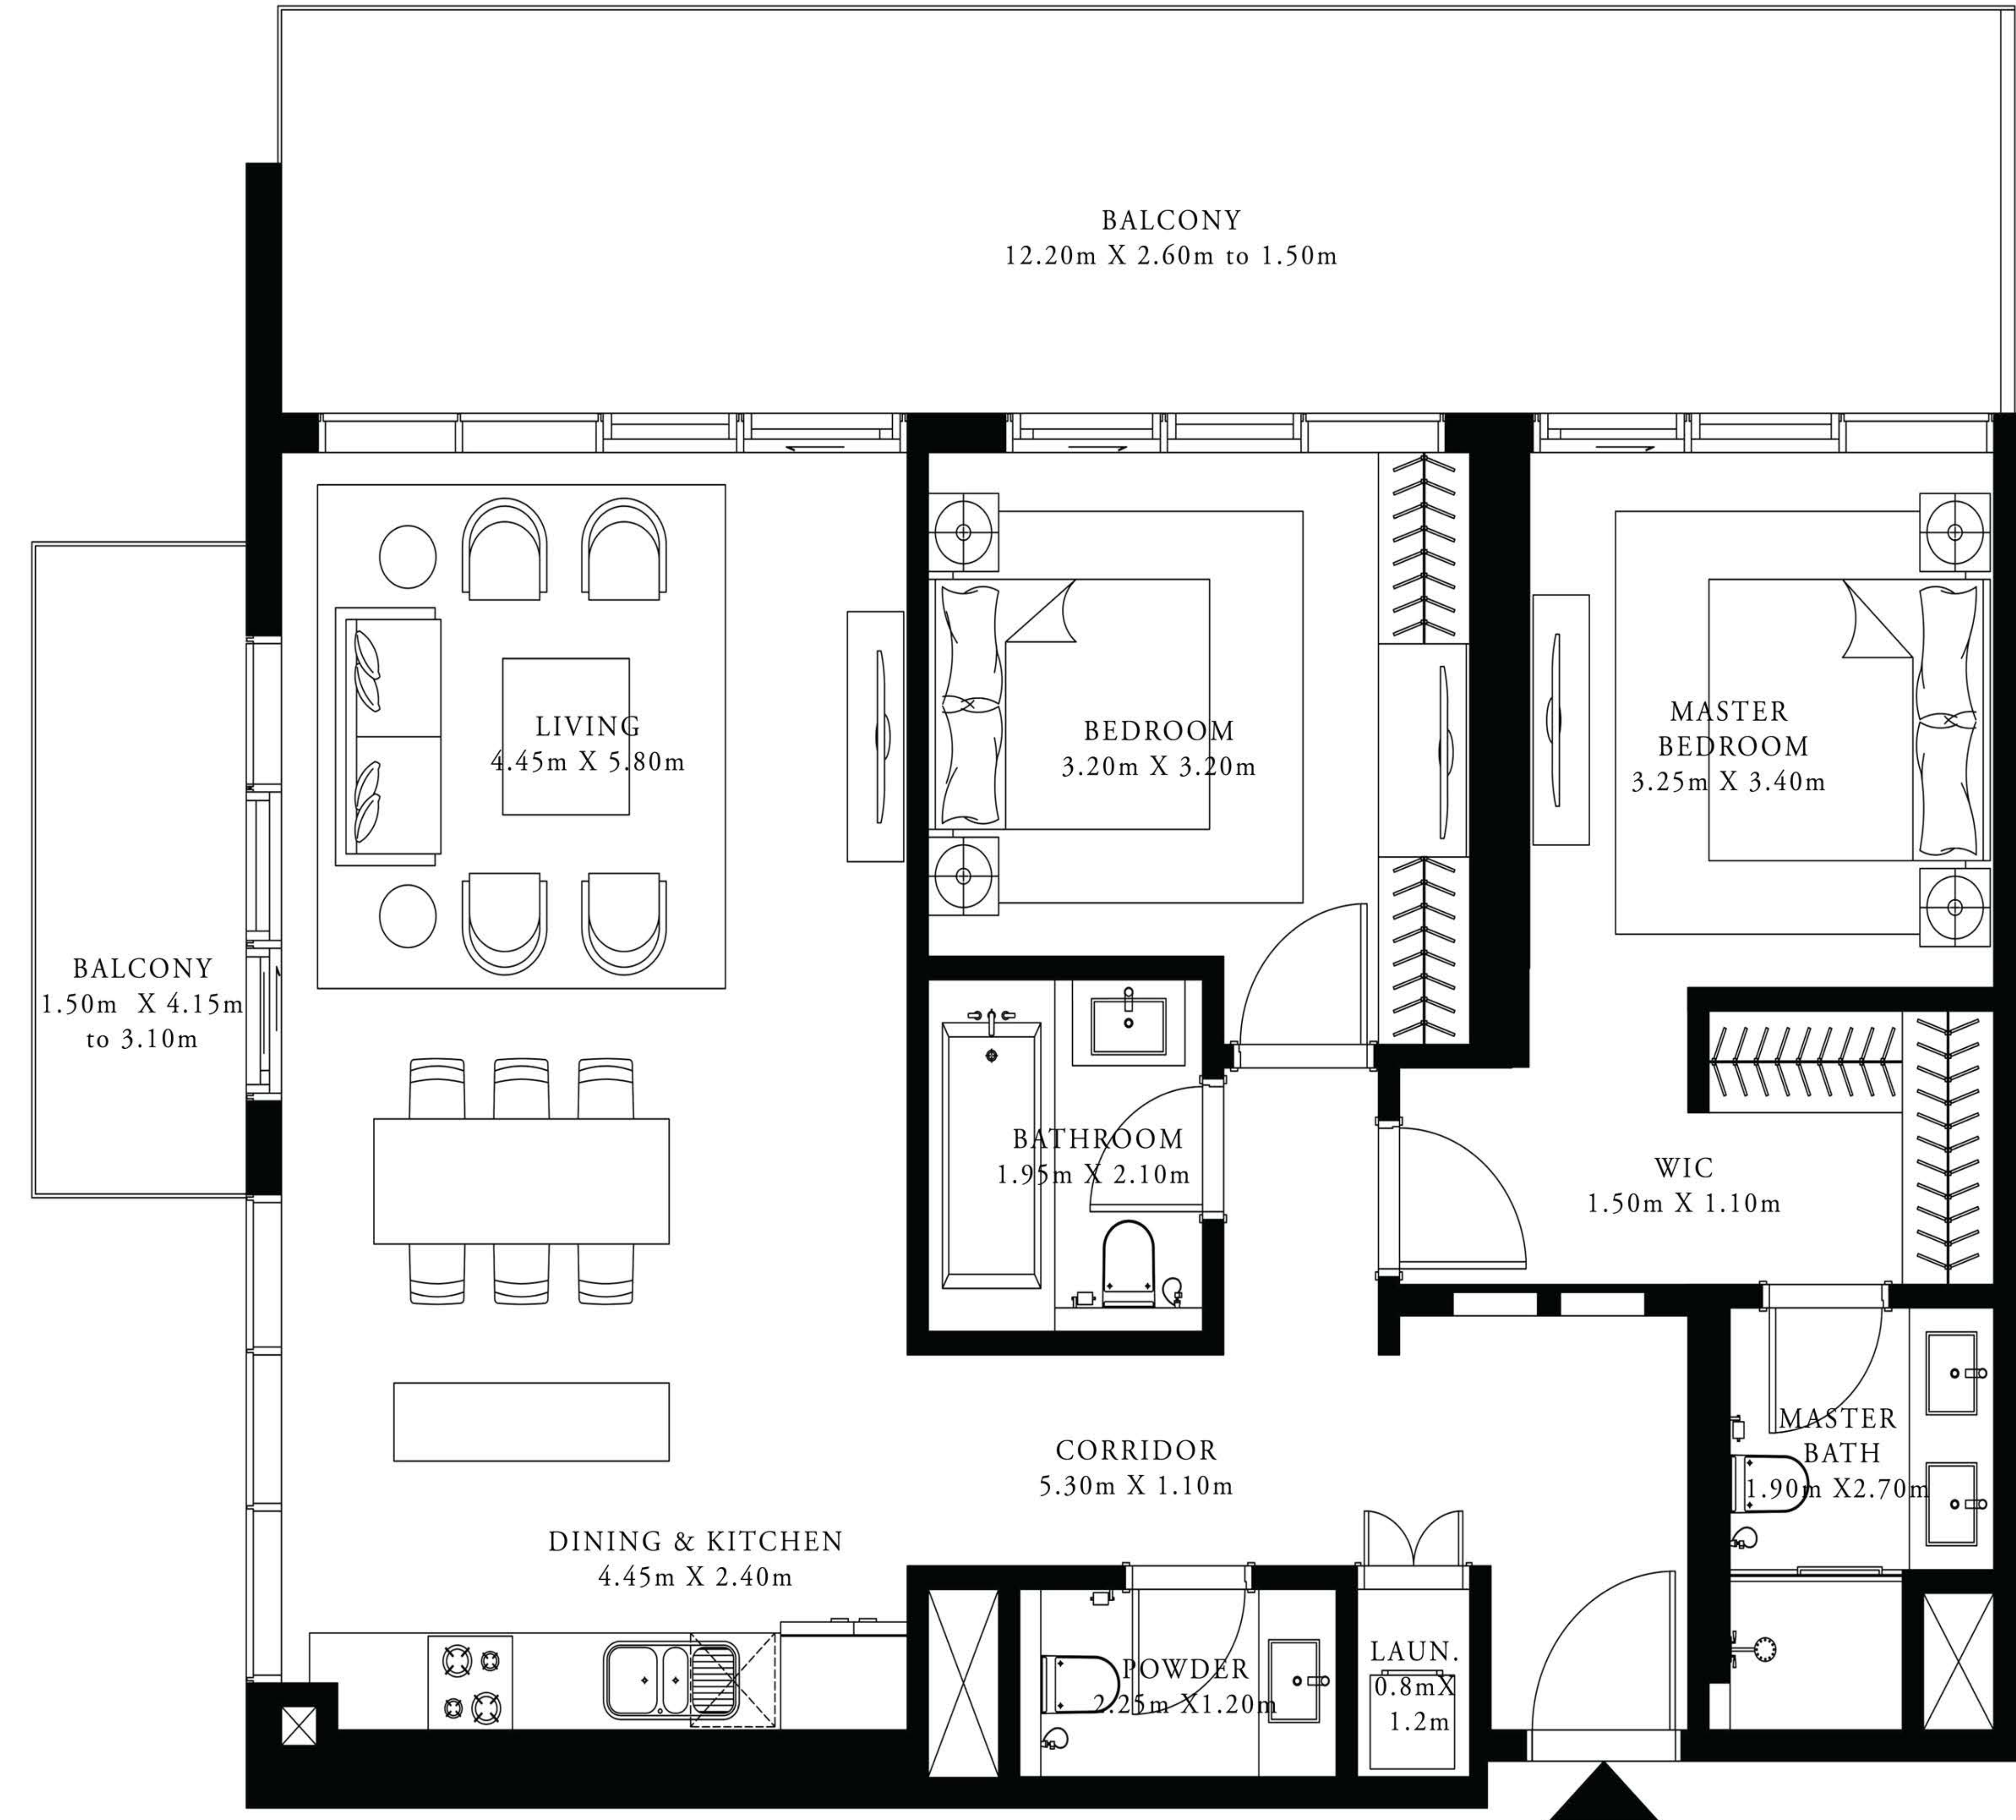 BALCONY
12.20m X 2.60m to 1.50m
LIVING
4.45m X 5.80m
BEDROOM
3.20m X 3.20m
MASTER
BEDROOM
3.25m X 3.40m
BALCONY
1.50m X 4.15m
to 3.10m
BATHROOM
1.95m X 2.10m
WIC
1.50m X 1.10m
MASTER
BATH
1.90m X2.70m
CORRIDOR
5.30m X 1.10m
DINING & KITCHEN
4.45m X 2.40m
POWDER
2.25m X1.20m
LAUN.
0.8mX
1.2m